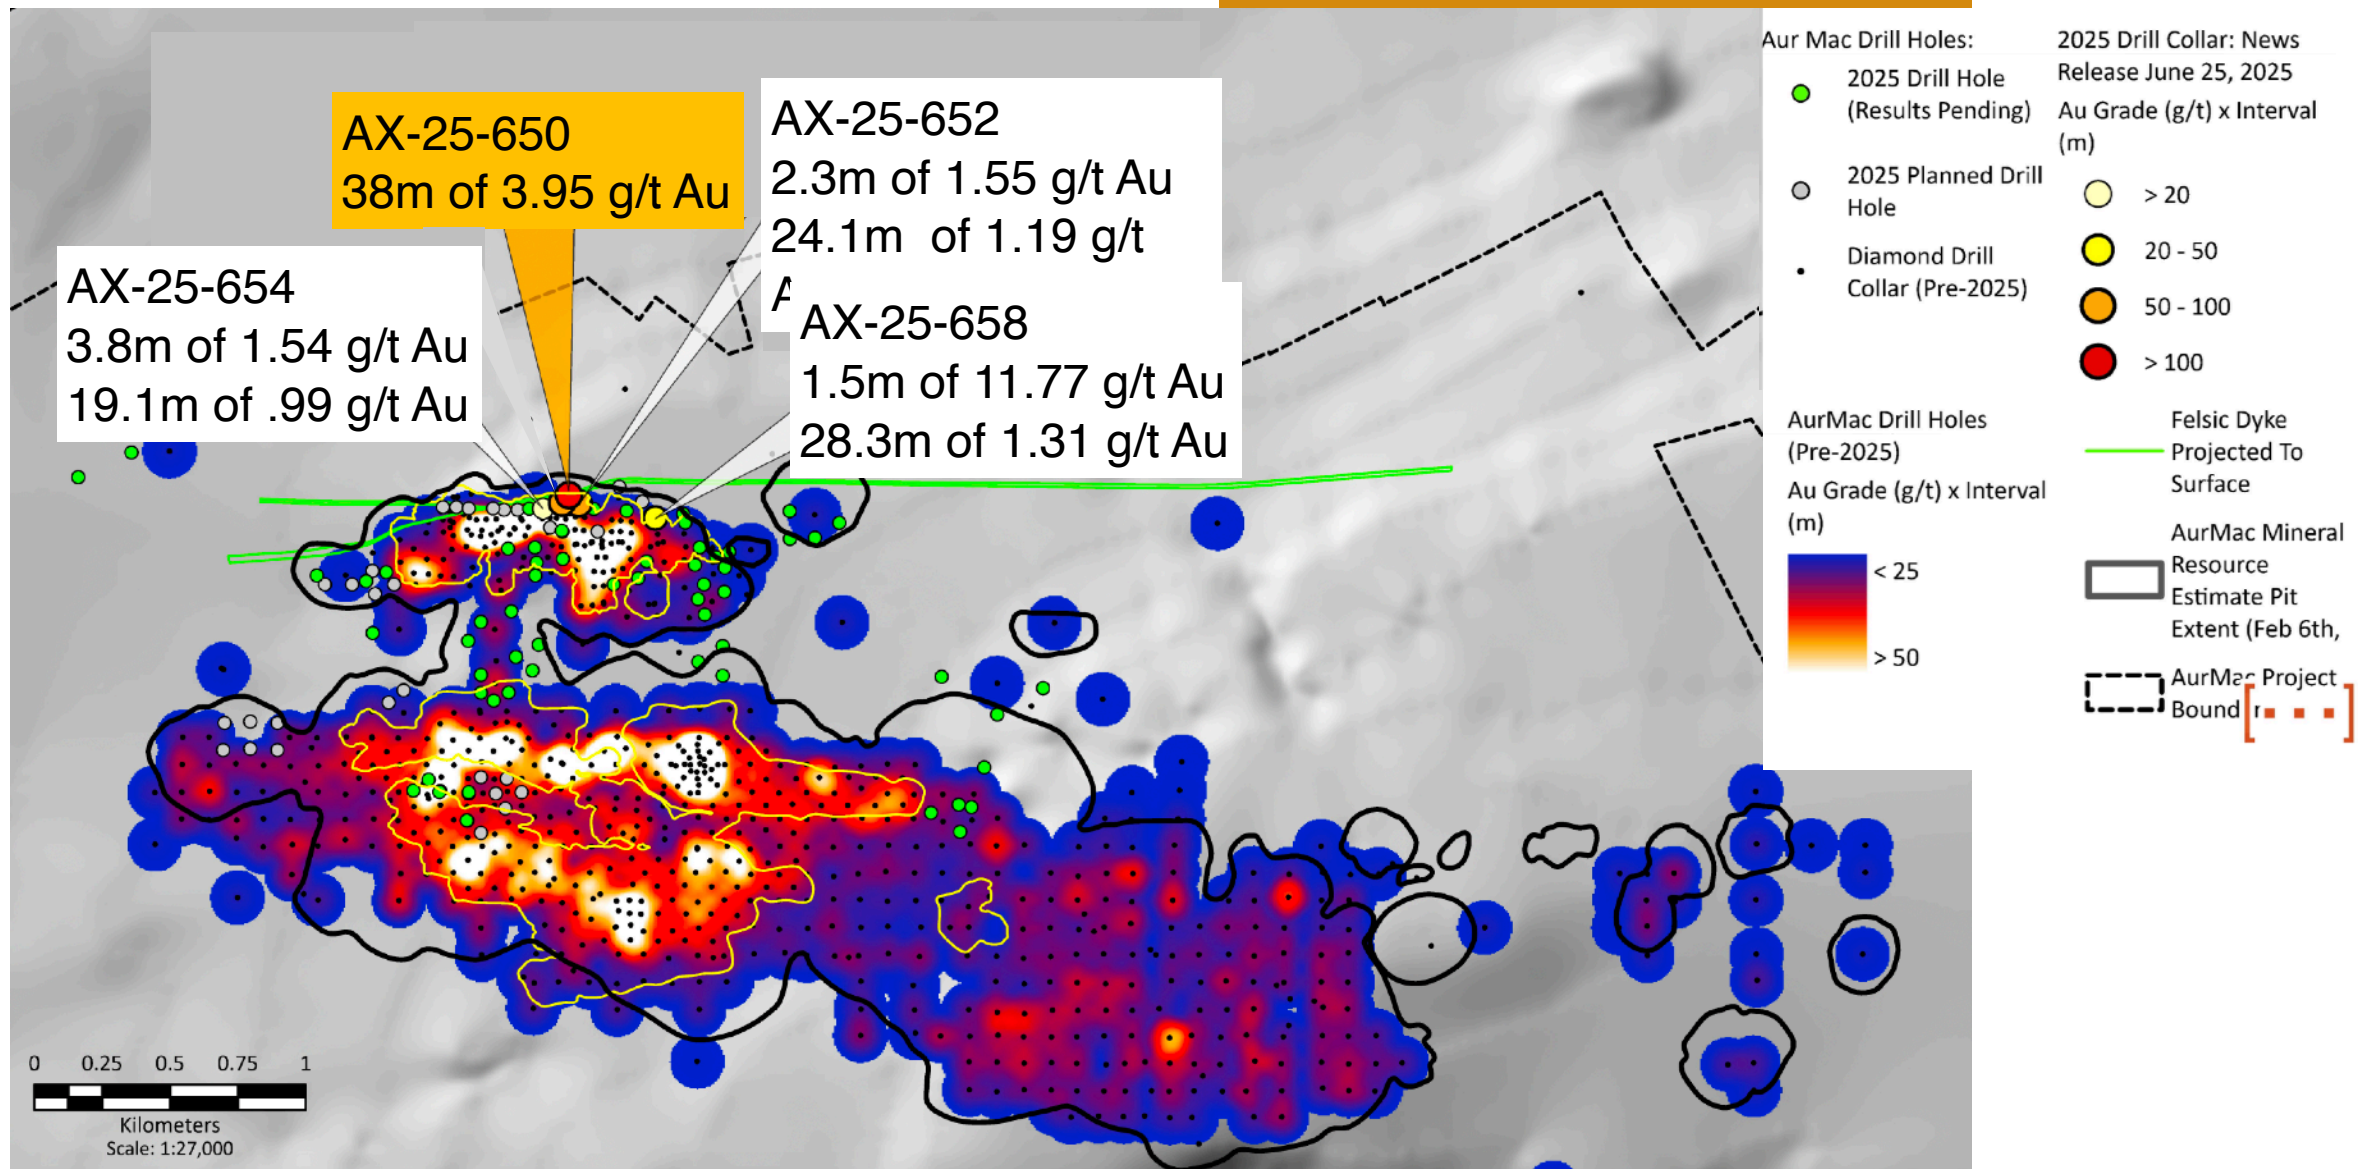 AX-25-650
38m of 3.95 g/t Au
AX-25-652
2.3m of 1.55 g/t Au
24.1m of 1.19 g/t
AX-25-654
3.8m of 1.54 g/t Au
19.1m of .99 g/t Au
AX-25-658
1.5m of 11.77 g/t Au
28.3m of 1.31 g/t Au
0 0.25 0.5 0.75 1
Kilometers
Scale: 1:27,000
Aur Mac Drill Holes:
2025 Drill Hole
(Results Pending)
2025 Planned Drill
Hole
Diamond Drill
Collar (Pre-2025)
2025 Drill Collar: News
Release June 25, 2025
Au Grade (g/t) x Interval
(m)
> 20
20 - 50
50 - 100
> 100
AurMac Drill Holes
(Pre-2025)
Au Grade (g/t) x Interval
(m)
< 25
> 50
Felsic Dyke
Projected To
Surface
AurMac Mineral
Resource
Estimate Pit
Extent (Feb 6th,
AurMac Project